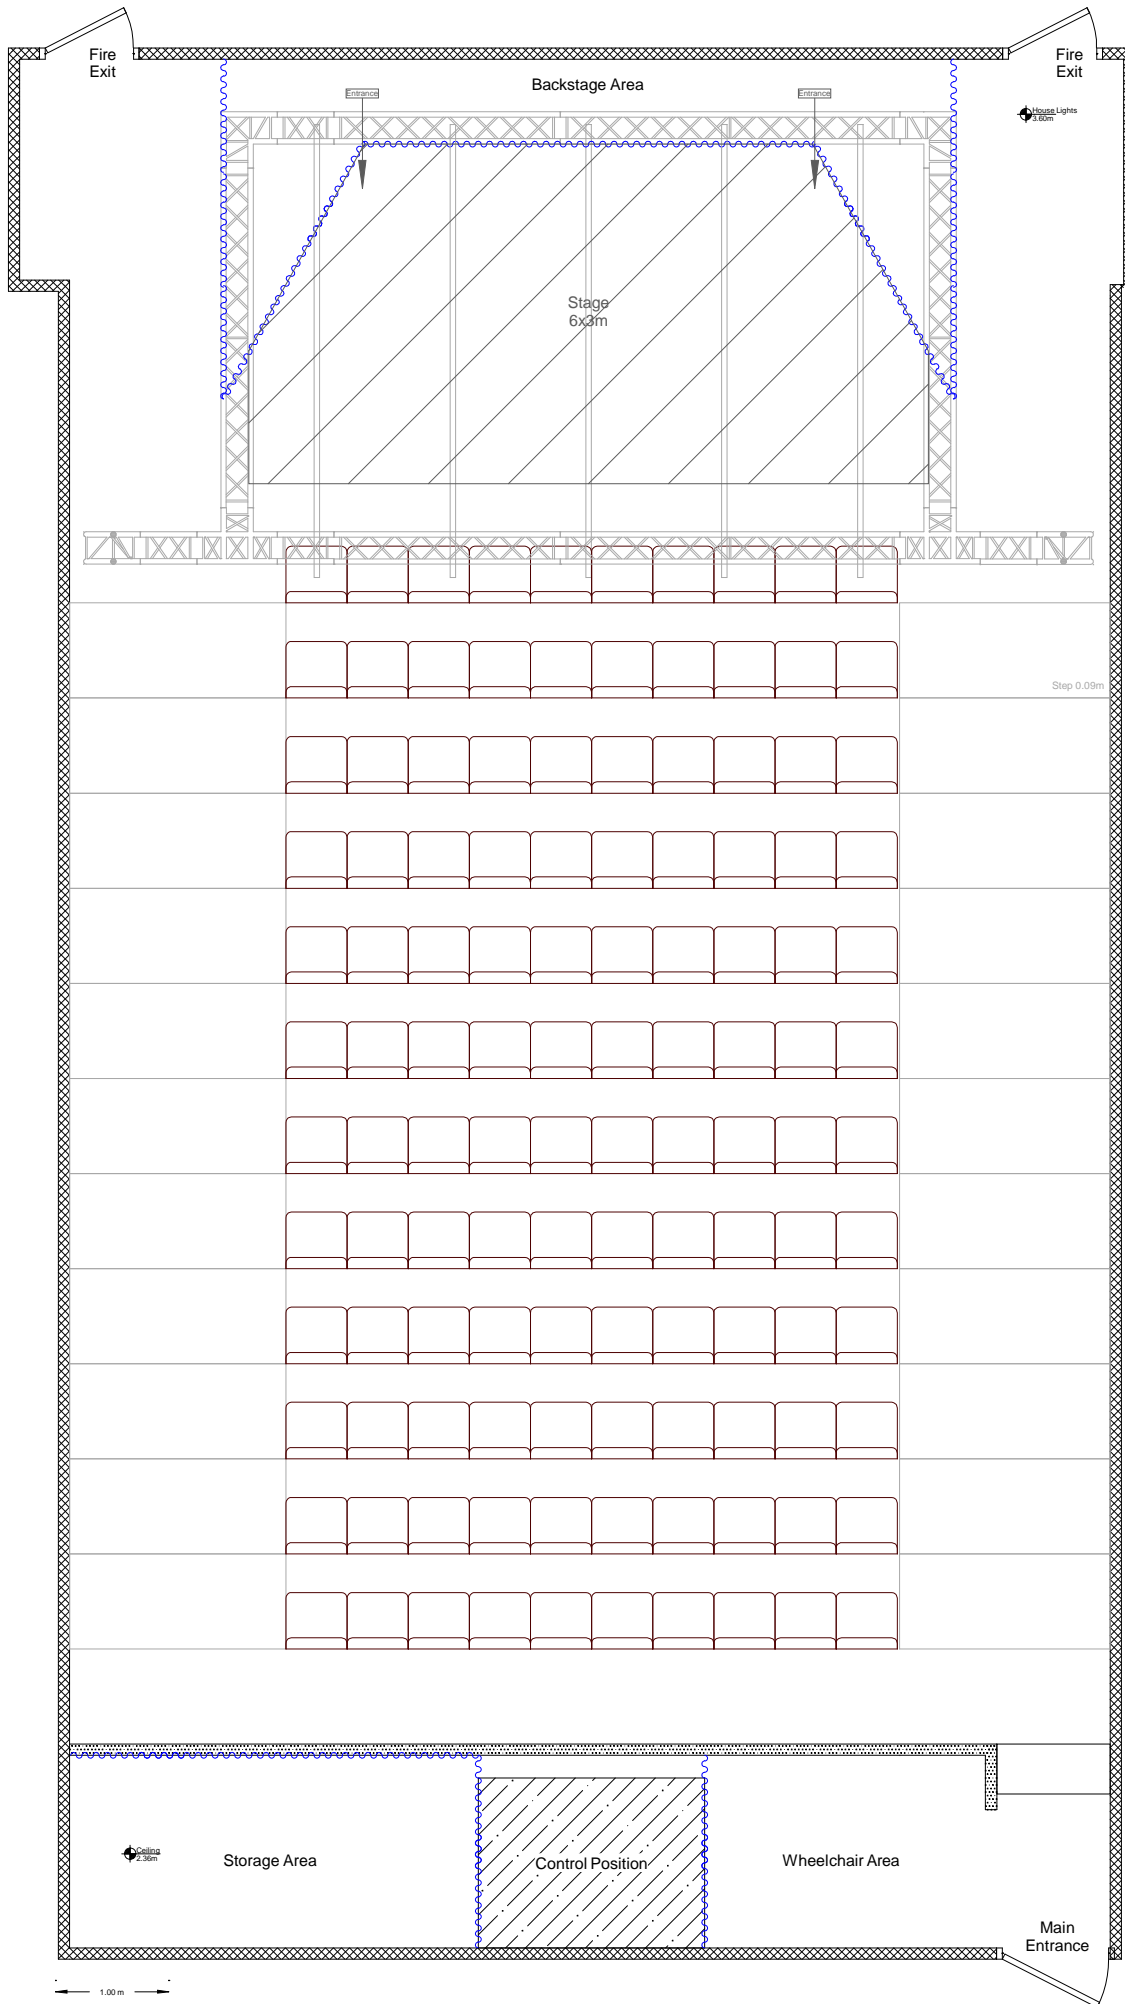 Fire
Exit
Fire
Exit
Backstage Area
Entrance
Entrance
House Lights
3.60m
Stage
6x3m
Step 0.09m
Ceiling
2.36m
Storage Area
Control Position
Wheelchair Area
Main
Entrance
1.00 m